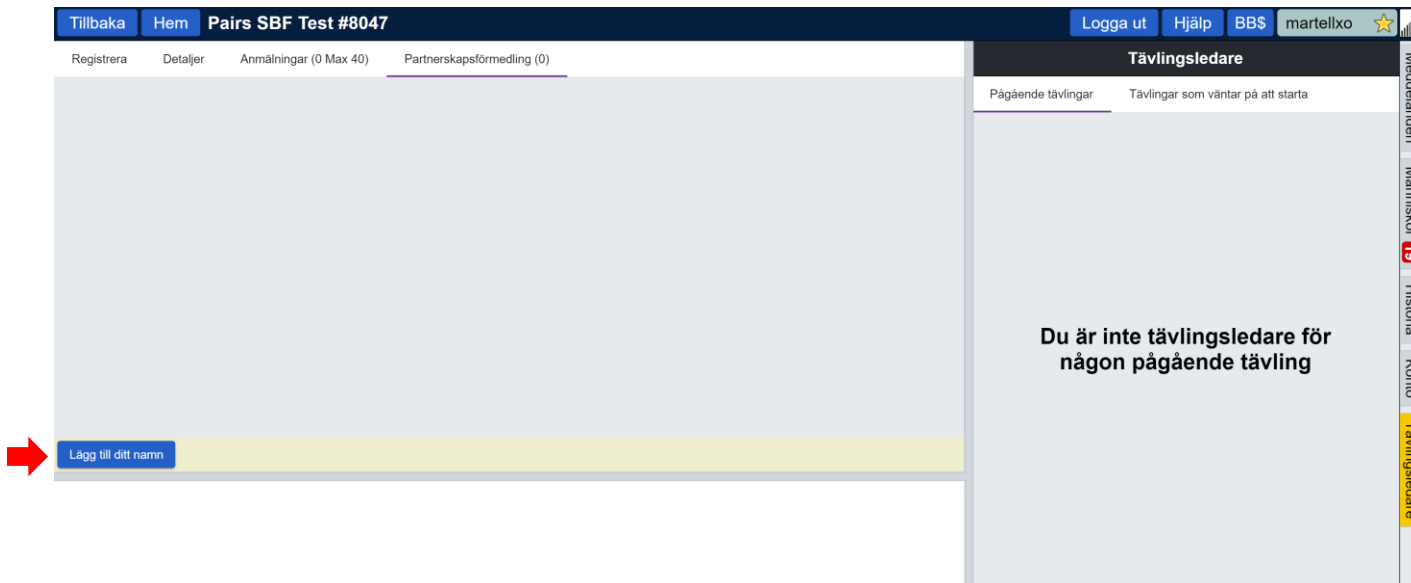 Tillbaka Hem Pairs SBF Test #8047 Logga ut Hjälp BB$ martellxo
Registrera Detaljer Anmälningar (0 Max 40) Partnerskapsförmedling (0)
Tävlingsledare
Pågående tävlingar Tävlingar som väntar på att starta
Du är inte tävlingsledare för
någon pågående tävling
Lägg till ditt namn
Meddelanden
Människor
Historia
Konto
Tävlingsledare